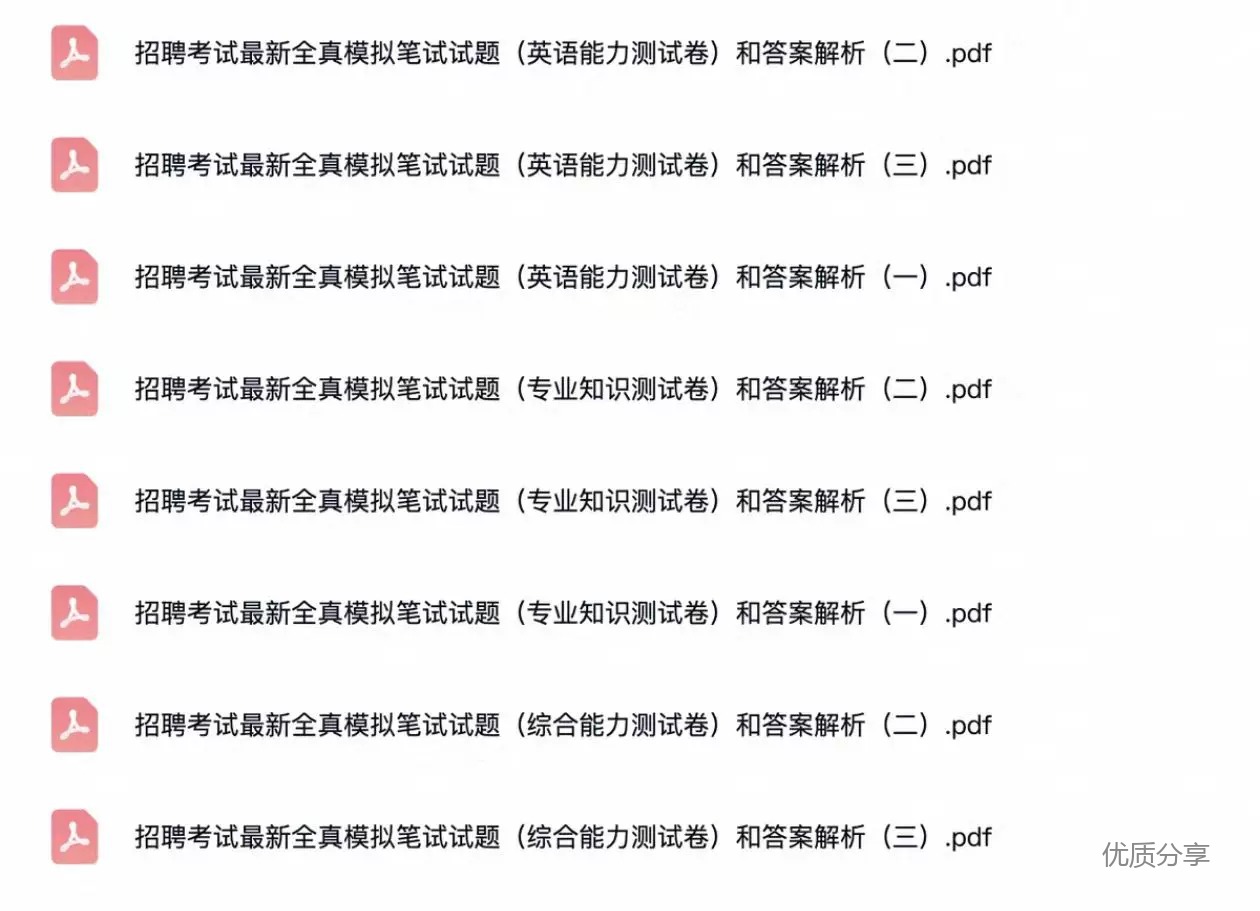 招聘考试最新全真模拟笔试试题（英语能力测试卷）和答案解析（二）.pdf
招聘考试最新全真模拟笔试试题（英语能力测试卷）和答案解析（三）.pdf
招聘考试最新全真模拟笔试试题（英语能力测试卷）和答案解析（一）.pdf
招聘考试最新全真模拟笔试试题（专业知识测试卷）和答案解析（二）.pdf
招聘考试最新全真模拟笔试试题（专业知识测试卷）和答案解析（三）.pdf
招聘考试最新全真模拟笔试试题（专业知识测试卷）和答案解析（一）.pdf
招聘考试最新全真模拟笔试试题（综合能力测试卷）和答案解析（二）.pdf
招聘考试最新全真模拟笔试试题（综合能力测试卷）和答案解析（三）.pdf
优质分享